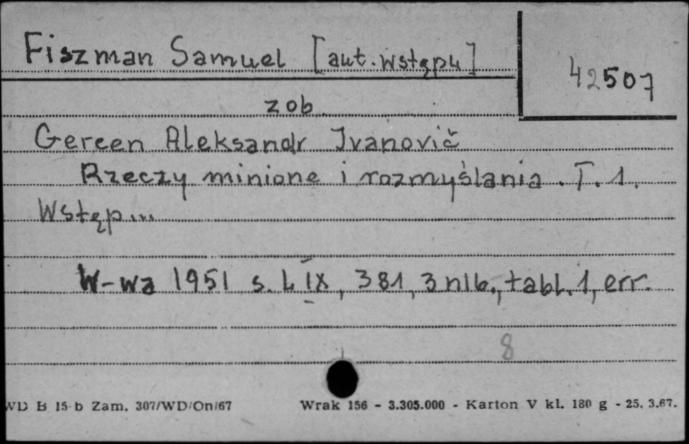 Fiszman Samuel [aut. wstępu]
42507
zob.
Gercen Aleksandr Ivanovič
Rzeczy minione i rozmyślania. T. 1.
Wstęp...
W-wa 1951 s. LIX, 381, 3 nlb., tabl. 1, err.
8
WD B 15-b Zam. 307/WD/On/67 Wrak 156 - 3.305.000 - Karton V kl. 180 g - 25. 3.67.